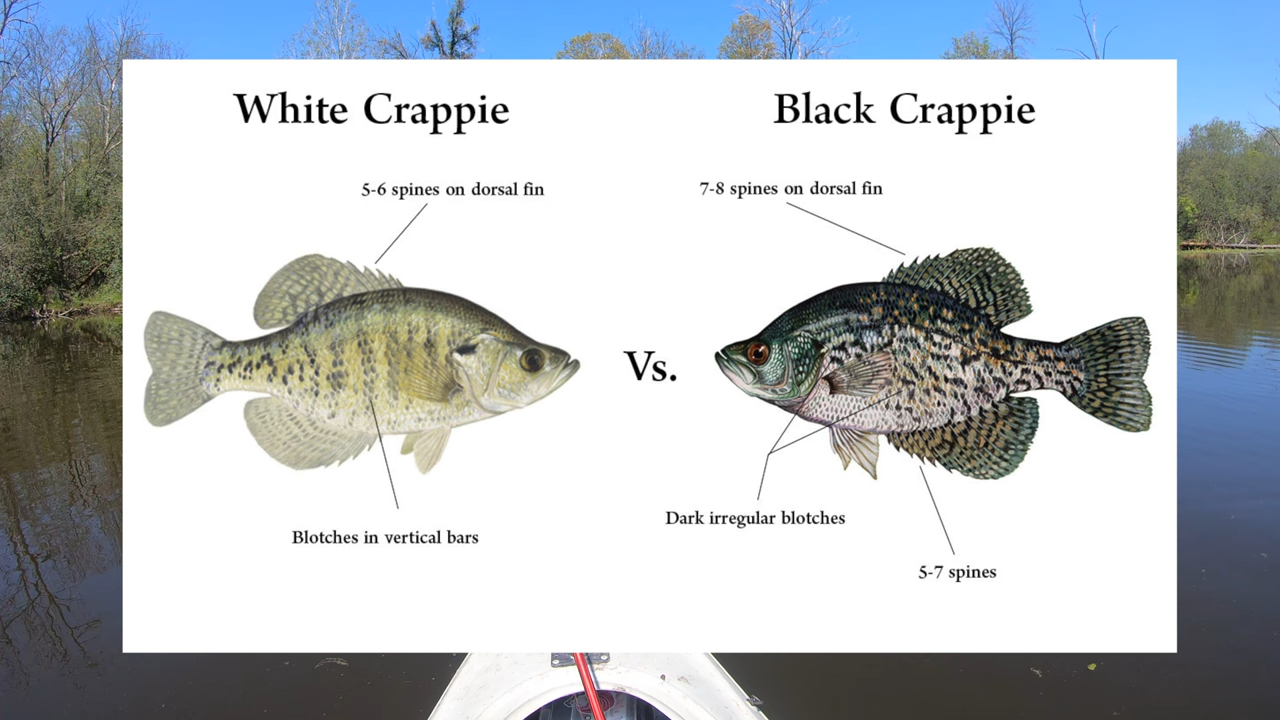 White Crappie
Black Crappie
5-6 spines on dorsal fin
7-8 spines on dorsal fin
Vs.
Dark irregular blotches
Blotches in vertical bars
5-7 spines